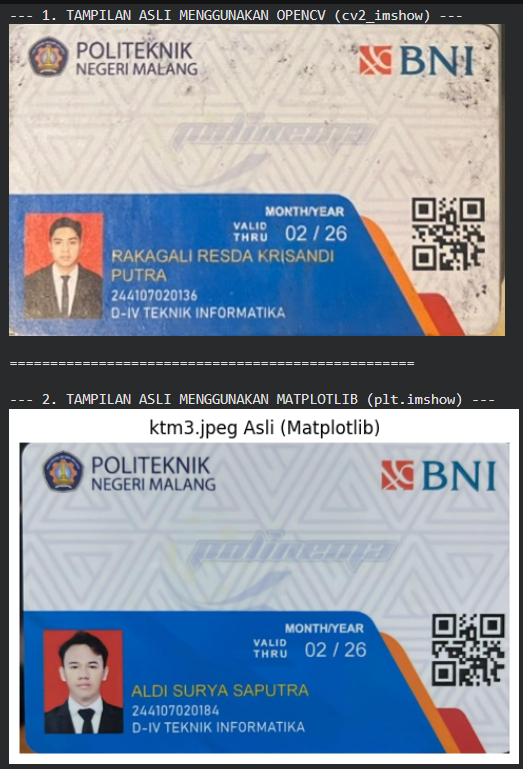 --- 1. TAMPILAN ASLI MENGGUNAKAN OPENCV (cv2_imshow) ---
POLITEKNIK
NEGERI MALANG
BNI
polinema
MONTH/YEAR
VALID
THRU 02 / 26
RAKAGALI RESDA KRISANDI
PUTRA
244107020136
D-IV TEKNIK INFORMATIKA
==================================================
--- 2. TAMPILAN ASLI MENGGUNAKAN MATPLOTLIB (plt.imshow) ---
ktm3.jpeg Asli (Matplotlib)
POLITEKNIK
NEGERI MALANG
BNI
polinema
MONTH/YEAR
VALID
THRU 02 / 26
ALDI SURYA SAPUTRA
244107020184
D-IV TEKNIK INFORMATIKA